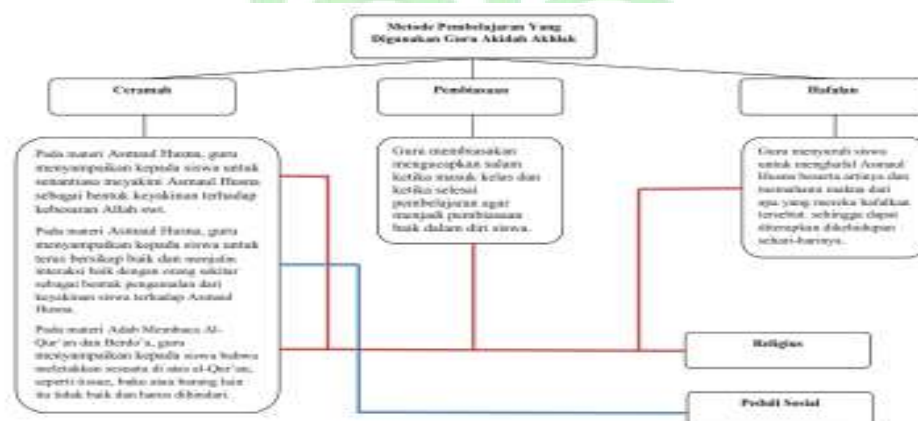 Metode Pembelajaran Yang
Digunakan Guru Akidah Akhlak
Ceramah
Pembiasaan
Hafalan
Pada materi Asmaul Husna, guru
menyampaikan kepada siswa untuk
senantiasa meyakini Asmaul Husna
sebagai bentuk keyakinan terhadap
kebesaran Allah swt.
Pada materi Asmaul Husna, guru
menyampaikan kepada siswa untuk
terus bersikap baik dan menjalin
interaksi baik dengan orang sekitar
sebagai bentuk pengamalan dari
keyakinan siswa terhadap Asmaul
Husna.
Pada materi Adab Membaca Al-
Qur'an dan Berdo'a, guru
menyampaikan kepada siswa bahwa
meletakkan sesuatu di atas al-Qur'an,
seperti tissue, buku atau barang lain
itu tidak baik dan harus dihindari.
Guru membiasakan
mengucapkan salam
ketika masuk kelas dan
ketika selesai
pembelajaran agar
menjadi pembiasaan
baik dalam diri siswa.
Guru menyuruh siswa
untuk menghafal Asmaul
Husna beserta artinya dan
memahami makna dari
apa yang mereka hafalkan
tersebut. sehingga dapat
diterapkan dikehidupan
sehari-harinya.
Religius
Peduli Sosial